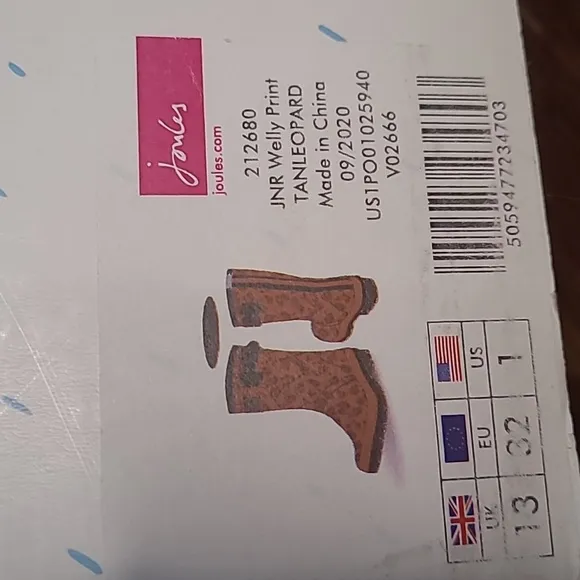 Joules
joules.com
212680
JNR Welly Print
TANLEOPARD
Made in China
09/2020
US1PO01025940
V02666
5059477234703
UK EU US
13 32 1